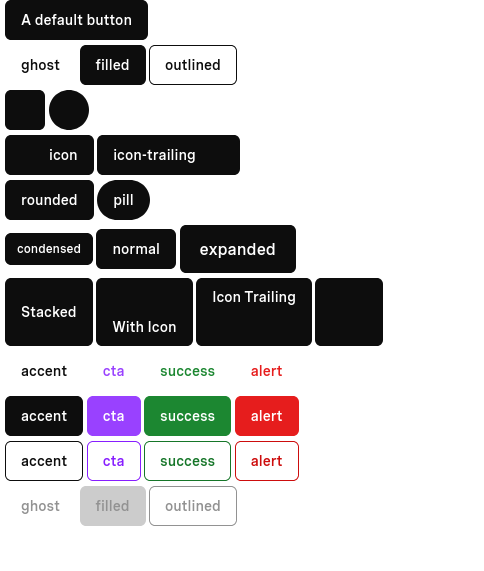 A default button
ghost filled outlined
icon icon-trailing
rounded pill
condensed normal expanded
Stacked With Icon Icon Trailing
accent cta success alert
accent cta success alert
accent cta success alert
ghost filled outlined